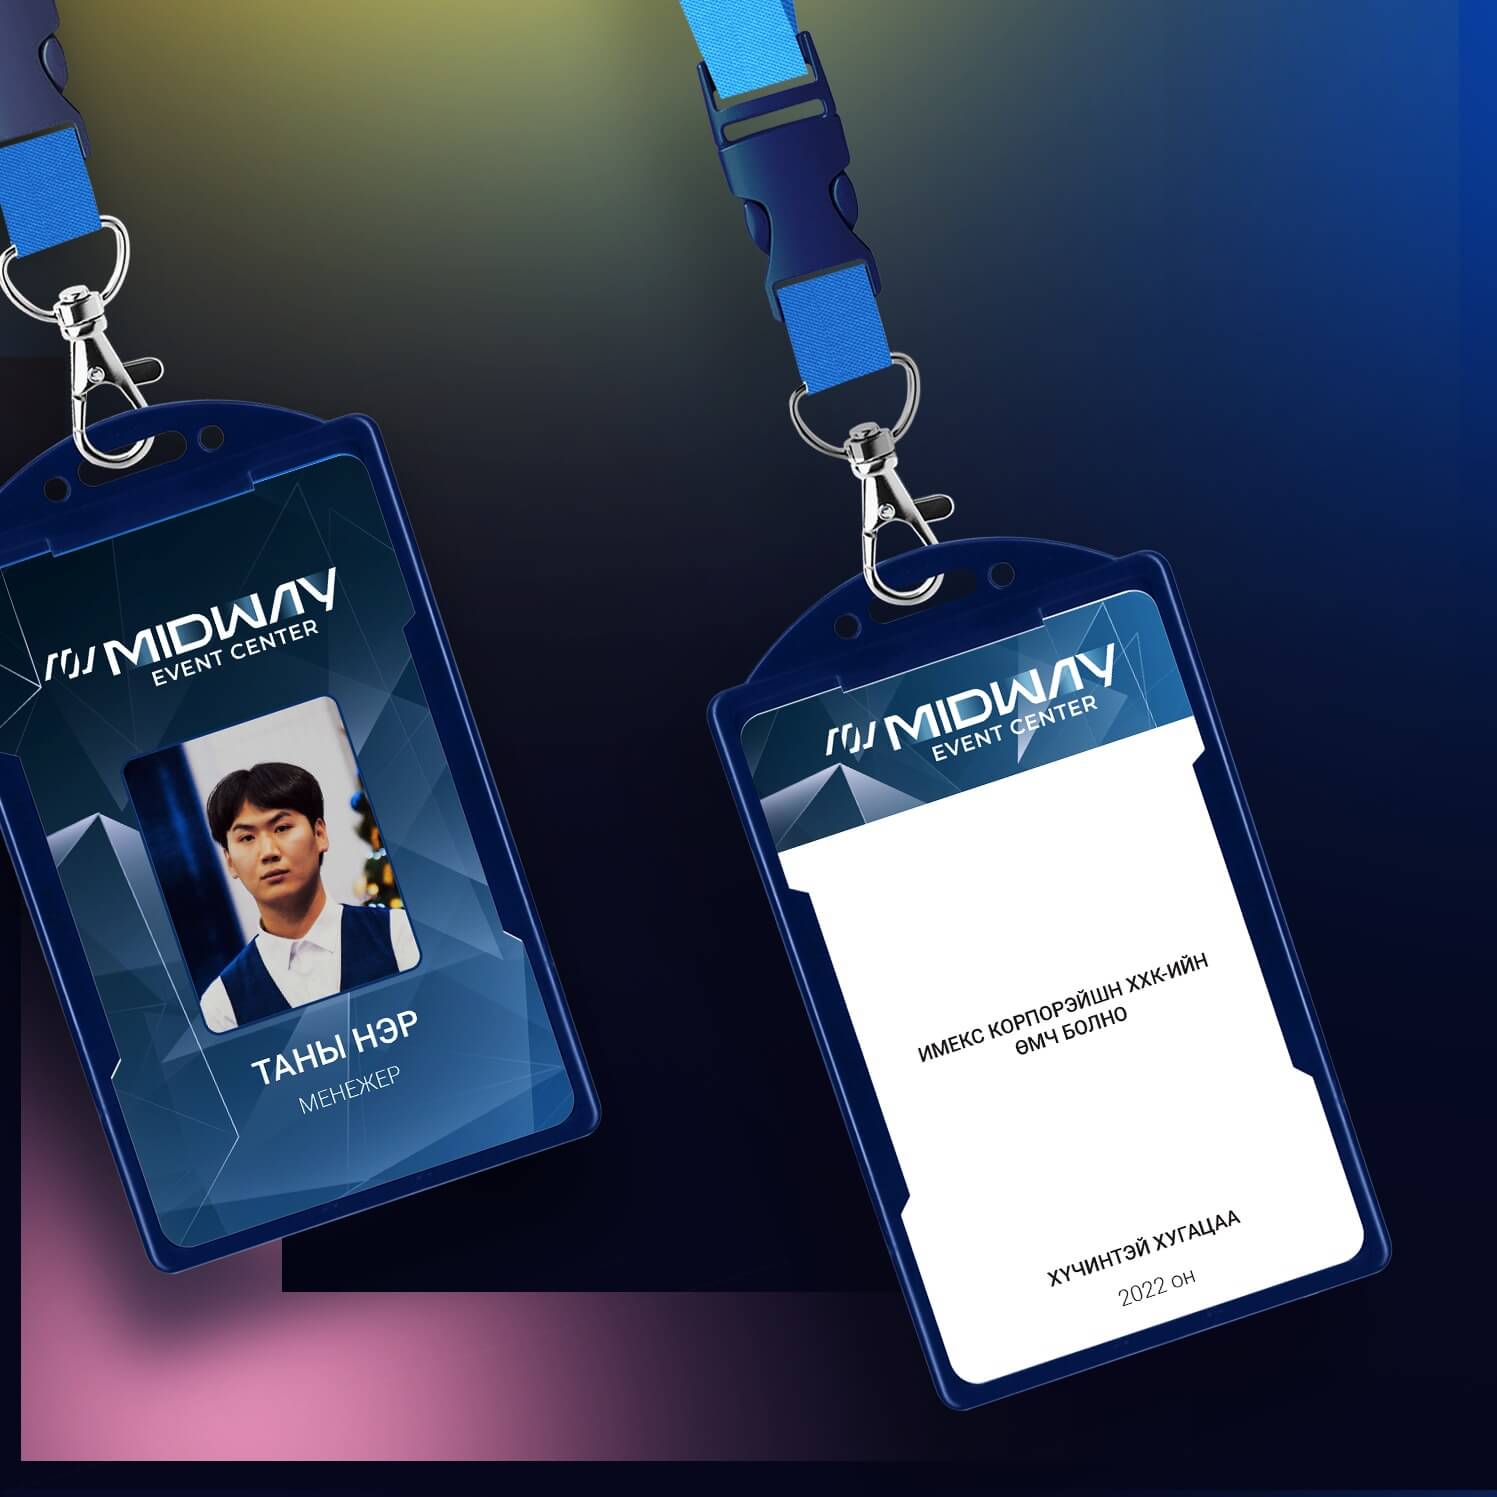 MIDWAY
EVENT CENTER
ТАНЫ НЭР
МЕНЕЖЕР
MIDWAY
EVENT CENTER
ИМЕКС КОРПОРЭЙШН ХХК-ИЙН
ӨМЧ БОЛНО
ХҮЧИНТЭЙ ХУГАЦАА
2022 он